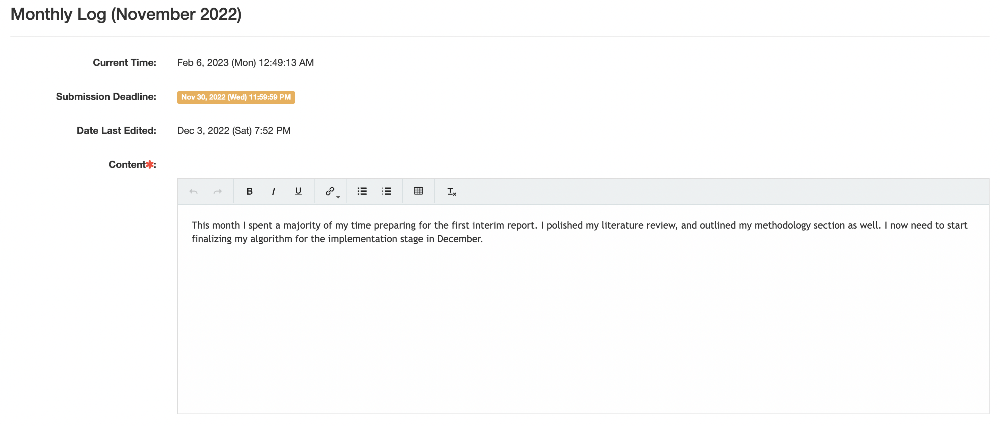 Monthly Log (November 2022)
Current Time: Feb 6, 2023 (Mon) 12:49:13 AM
Submission Deadline: Nov 30, 2022 (Wed) 11:59:59 PM
Date Last Edited: Dec 3, 2022 (Sat) 7:52 PM
Content*:
B I U
This month I spent a majority of my time preparing for the first interim report. I polished my literature review, and outlined my methodology section as well. I now need to start
finalizing my algorithm for the implementation stage in December.